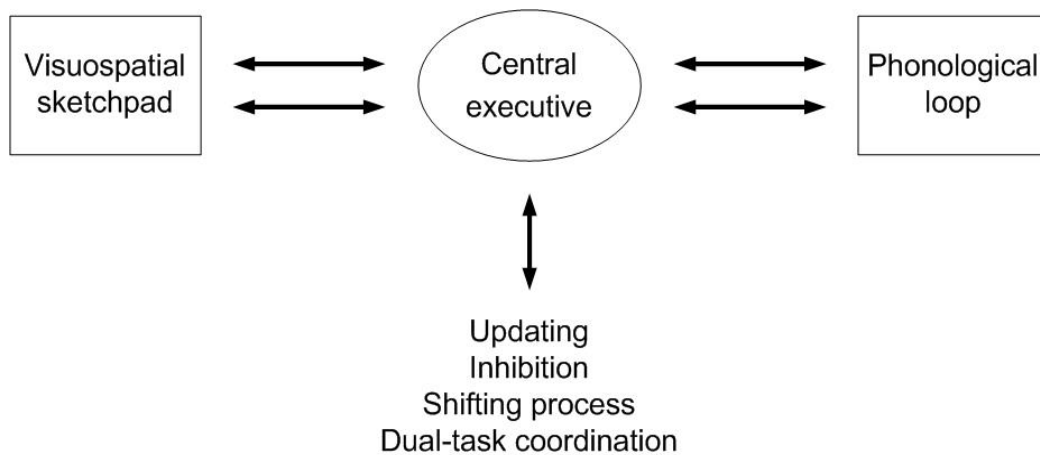 Visuospatial
sketchpad
Central
executive
Phonological
loop
Updating
Inhibition
Shifting process
Dual-task coordination